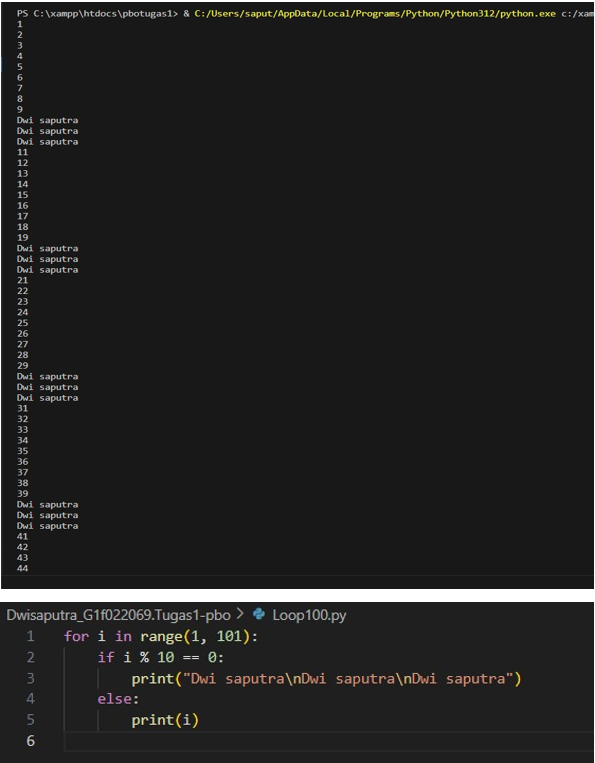 PS C:\xampp\htdocs\pbotugas1> & C:/Users/saput/AppData/Local/Programs/Python/Python312/python.exe c:/xam
1
2
3
4
5
6
7
8
9
Dwi saputra
Dwi saputra
Dwi saputra
11
12
13
14
15
16
17
18
19
Dwi saputra
Dwi saputra
Dwi saputra
21
22
23
24
25
26
27
28
29
Dwi saputra
Dwi saputra
Dwi saputra
31
32
33
34
35
36
37
38
39
Dwi saputra
Dwi saputra
Dwi saputra
41
42
43
44
Dwisaputra_G1f022069.Tugas1-pbo > Loop100.py
1 for i in range(1, 101):
2 if i % 10 == 0:
3 print("Dwi saputra\nDwi saputra\nDwi saputra")
4 else:
5 print(i)
6